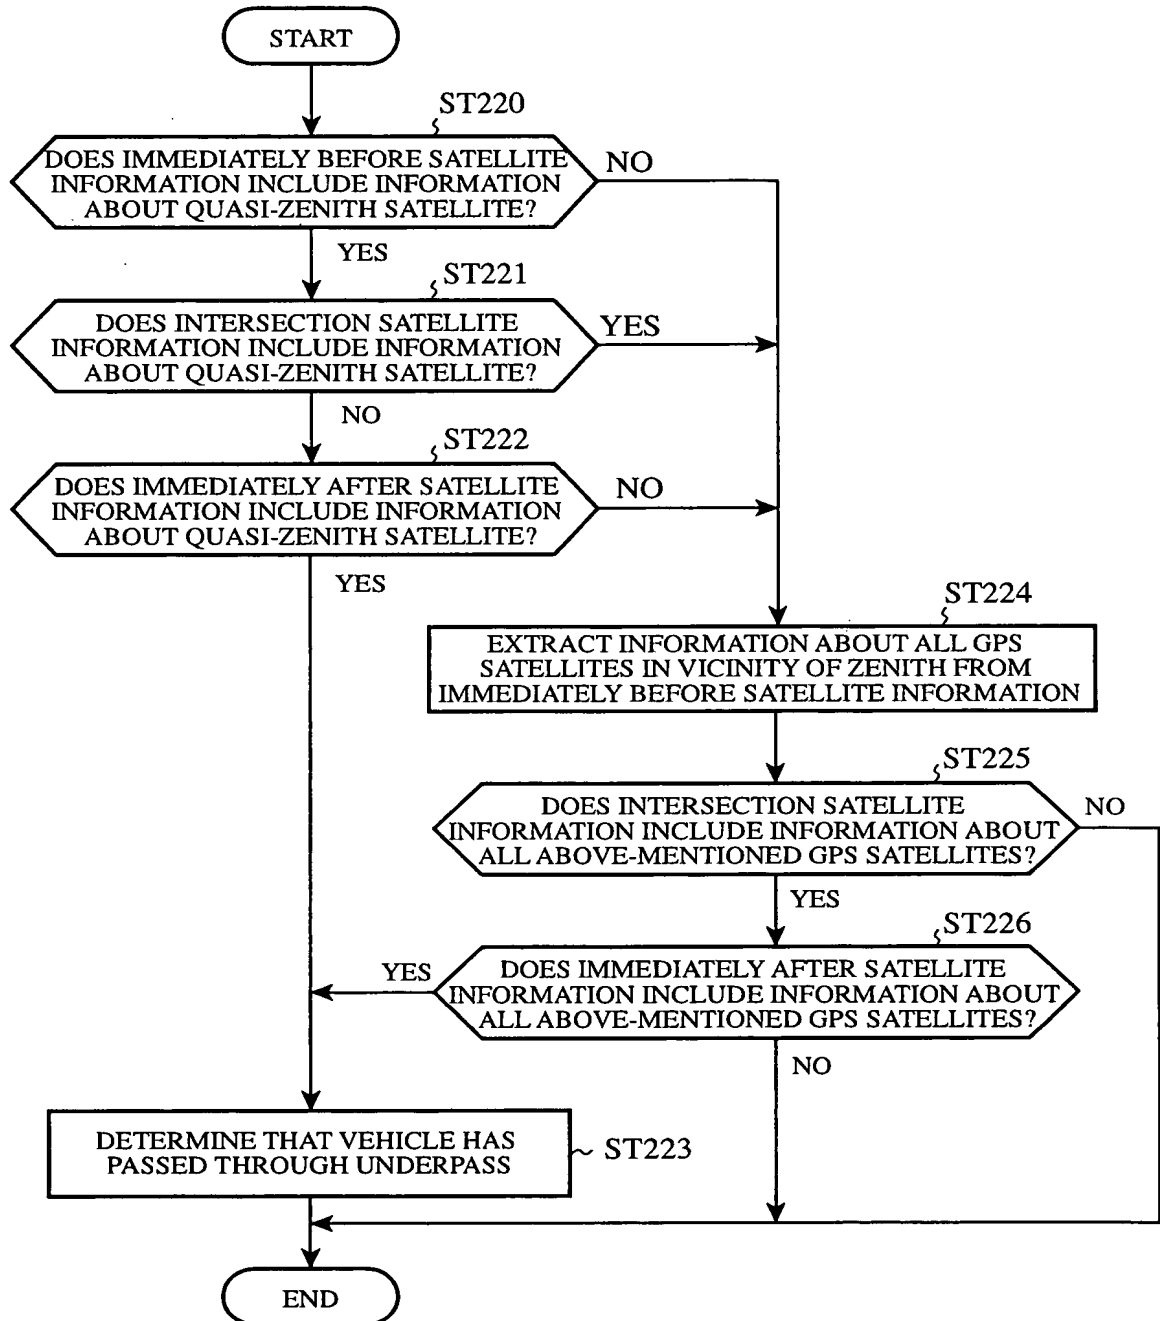 START
ST220
DOES IMMEDIATELY BEFORE SATELLITE
INFORMATION INCLUDE INFORMATION
ABOUT QUASI-ZENITH SATELLITE?
NO
YES
ST221
DOES INTERSECTION SATELLITE
INFORMATION INCLUDE INFORMATION
ABOUT QUASI-ZENITH SATELLITE?
YES
NO
ST222
DOES IMMEDIATELY AFTER SATELLITE
INFORMATION INCLUDE INFORMATION
ABOUT QUASI-ZENITH SATELLITE?
NO
YES
ST224
EXTRACT INFORMATION ABOUT ALL GPS
SATELLITES IN VICINITY OF ZENITH FROM
IMMEDIATELY BEFORE SATELLITE INFORMATION
ST225
DOES INTERSECTION SATELLITE
INFORMATION INCLUDE INFORMATION ABOUT
ALL ABOVE-MENTIONED GPS SATELLITES?
NO
YES
ST226
DOES IMMEDIATELY AFTER SATELLITE
INFORMATION INCLUDE INFORMATION ABOUT
ALL ABOVE-MENTIONED GPS SATELLITES?
YES
NO
DETERMINE THAT VEHICLE HAS
PASSED THROUGH UNDERPASS
ST223
END